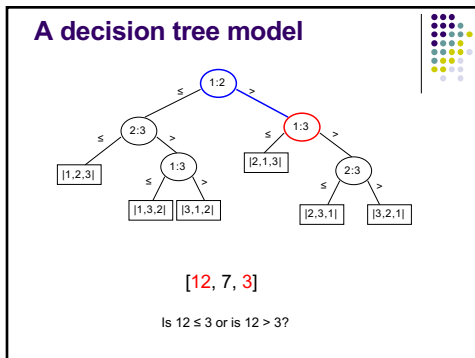 A decision tree model
1:2
≤ >
2:3 1:3
≤ > ≤ >
|1,2,3| 1:3 |2,1,3| 2:3
≤ > ≤ >
|1,3,2| |3,1,2| |2,3,1| |3,2,1|
[12, 7, 3]
Is 12 ≤ 3 or is 12 > 3?